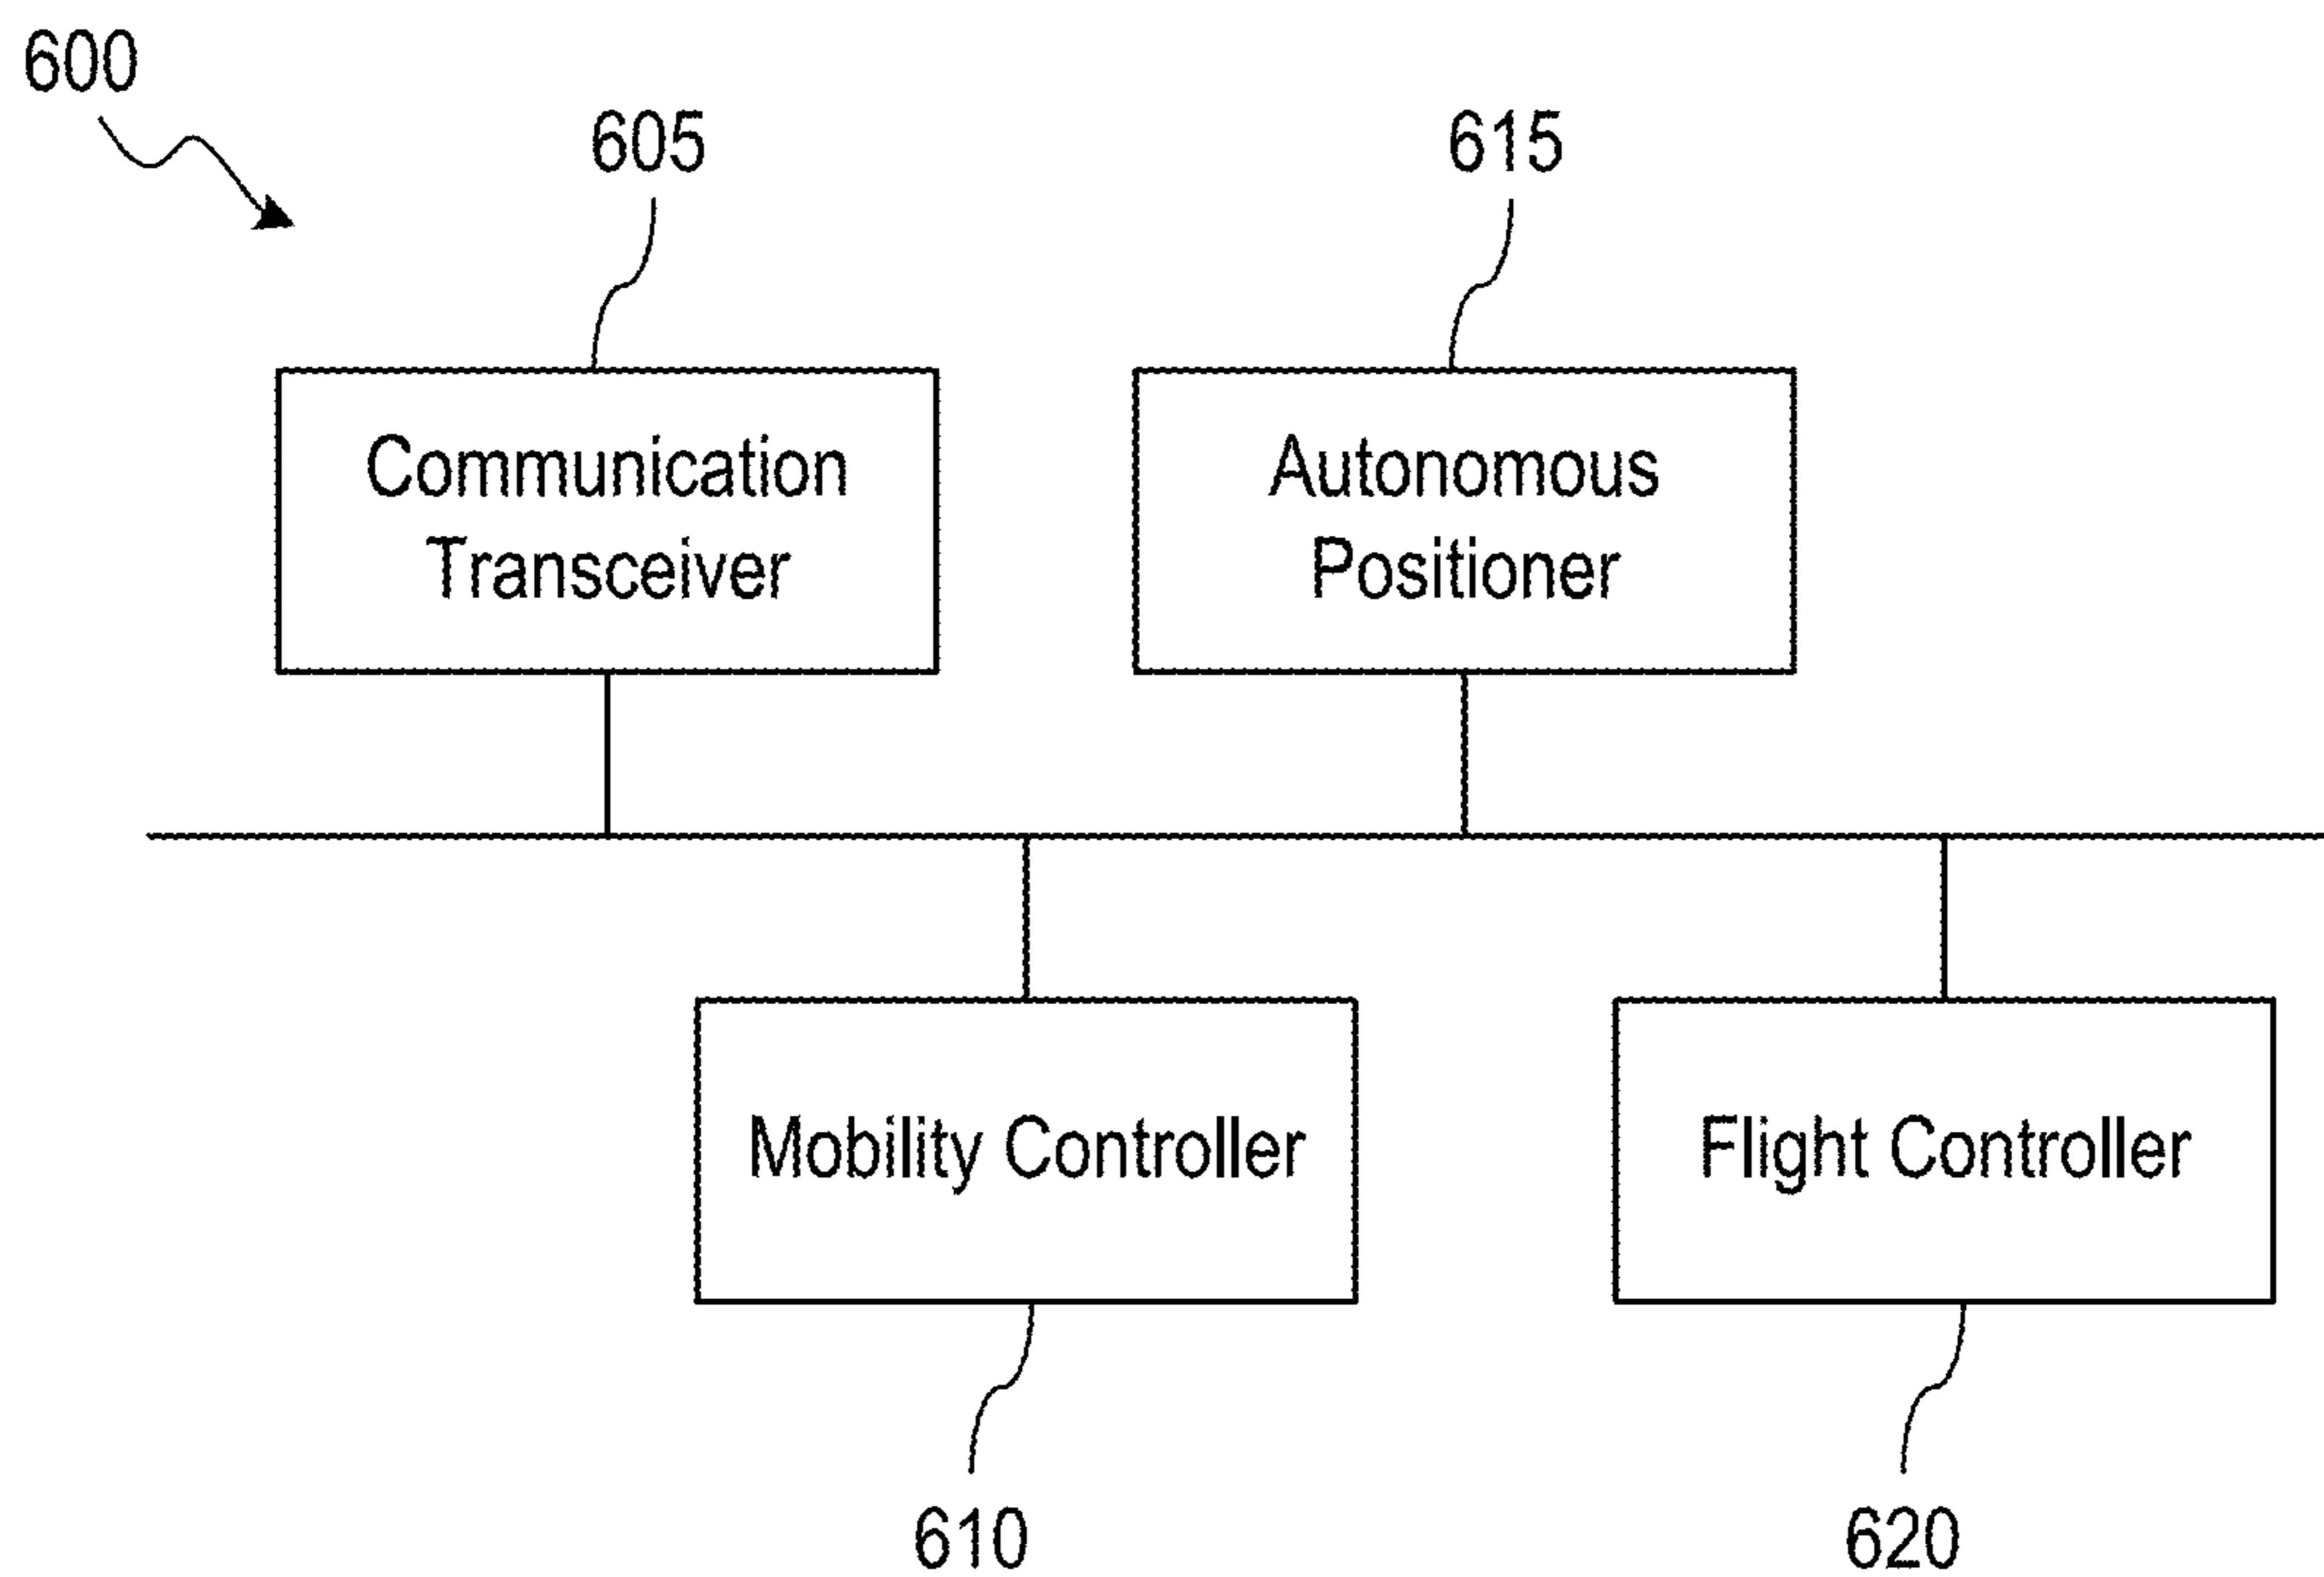 600
605
615
Communication
Transceiver
Autonomous
Positioner
Mobility Controller
Flight Controller
610
620